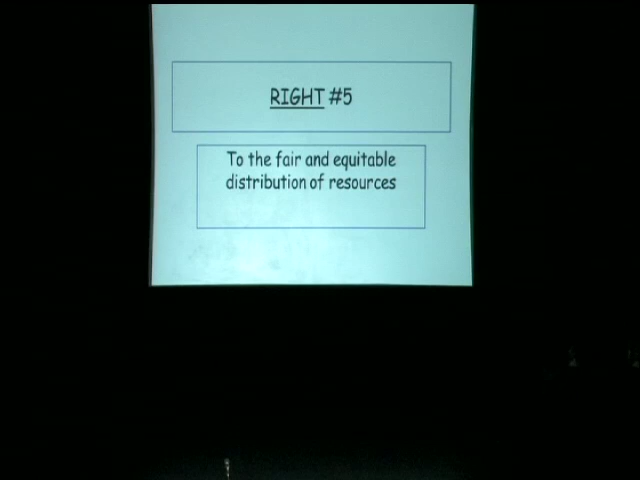 RIGHT #5
To the fair and equitable
distribution of resources